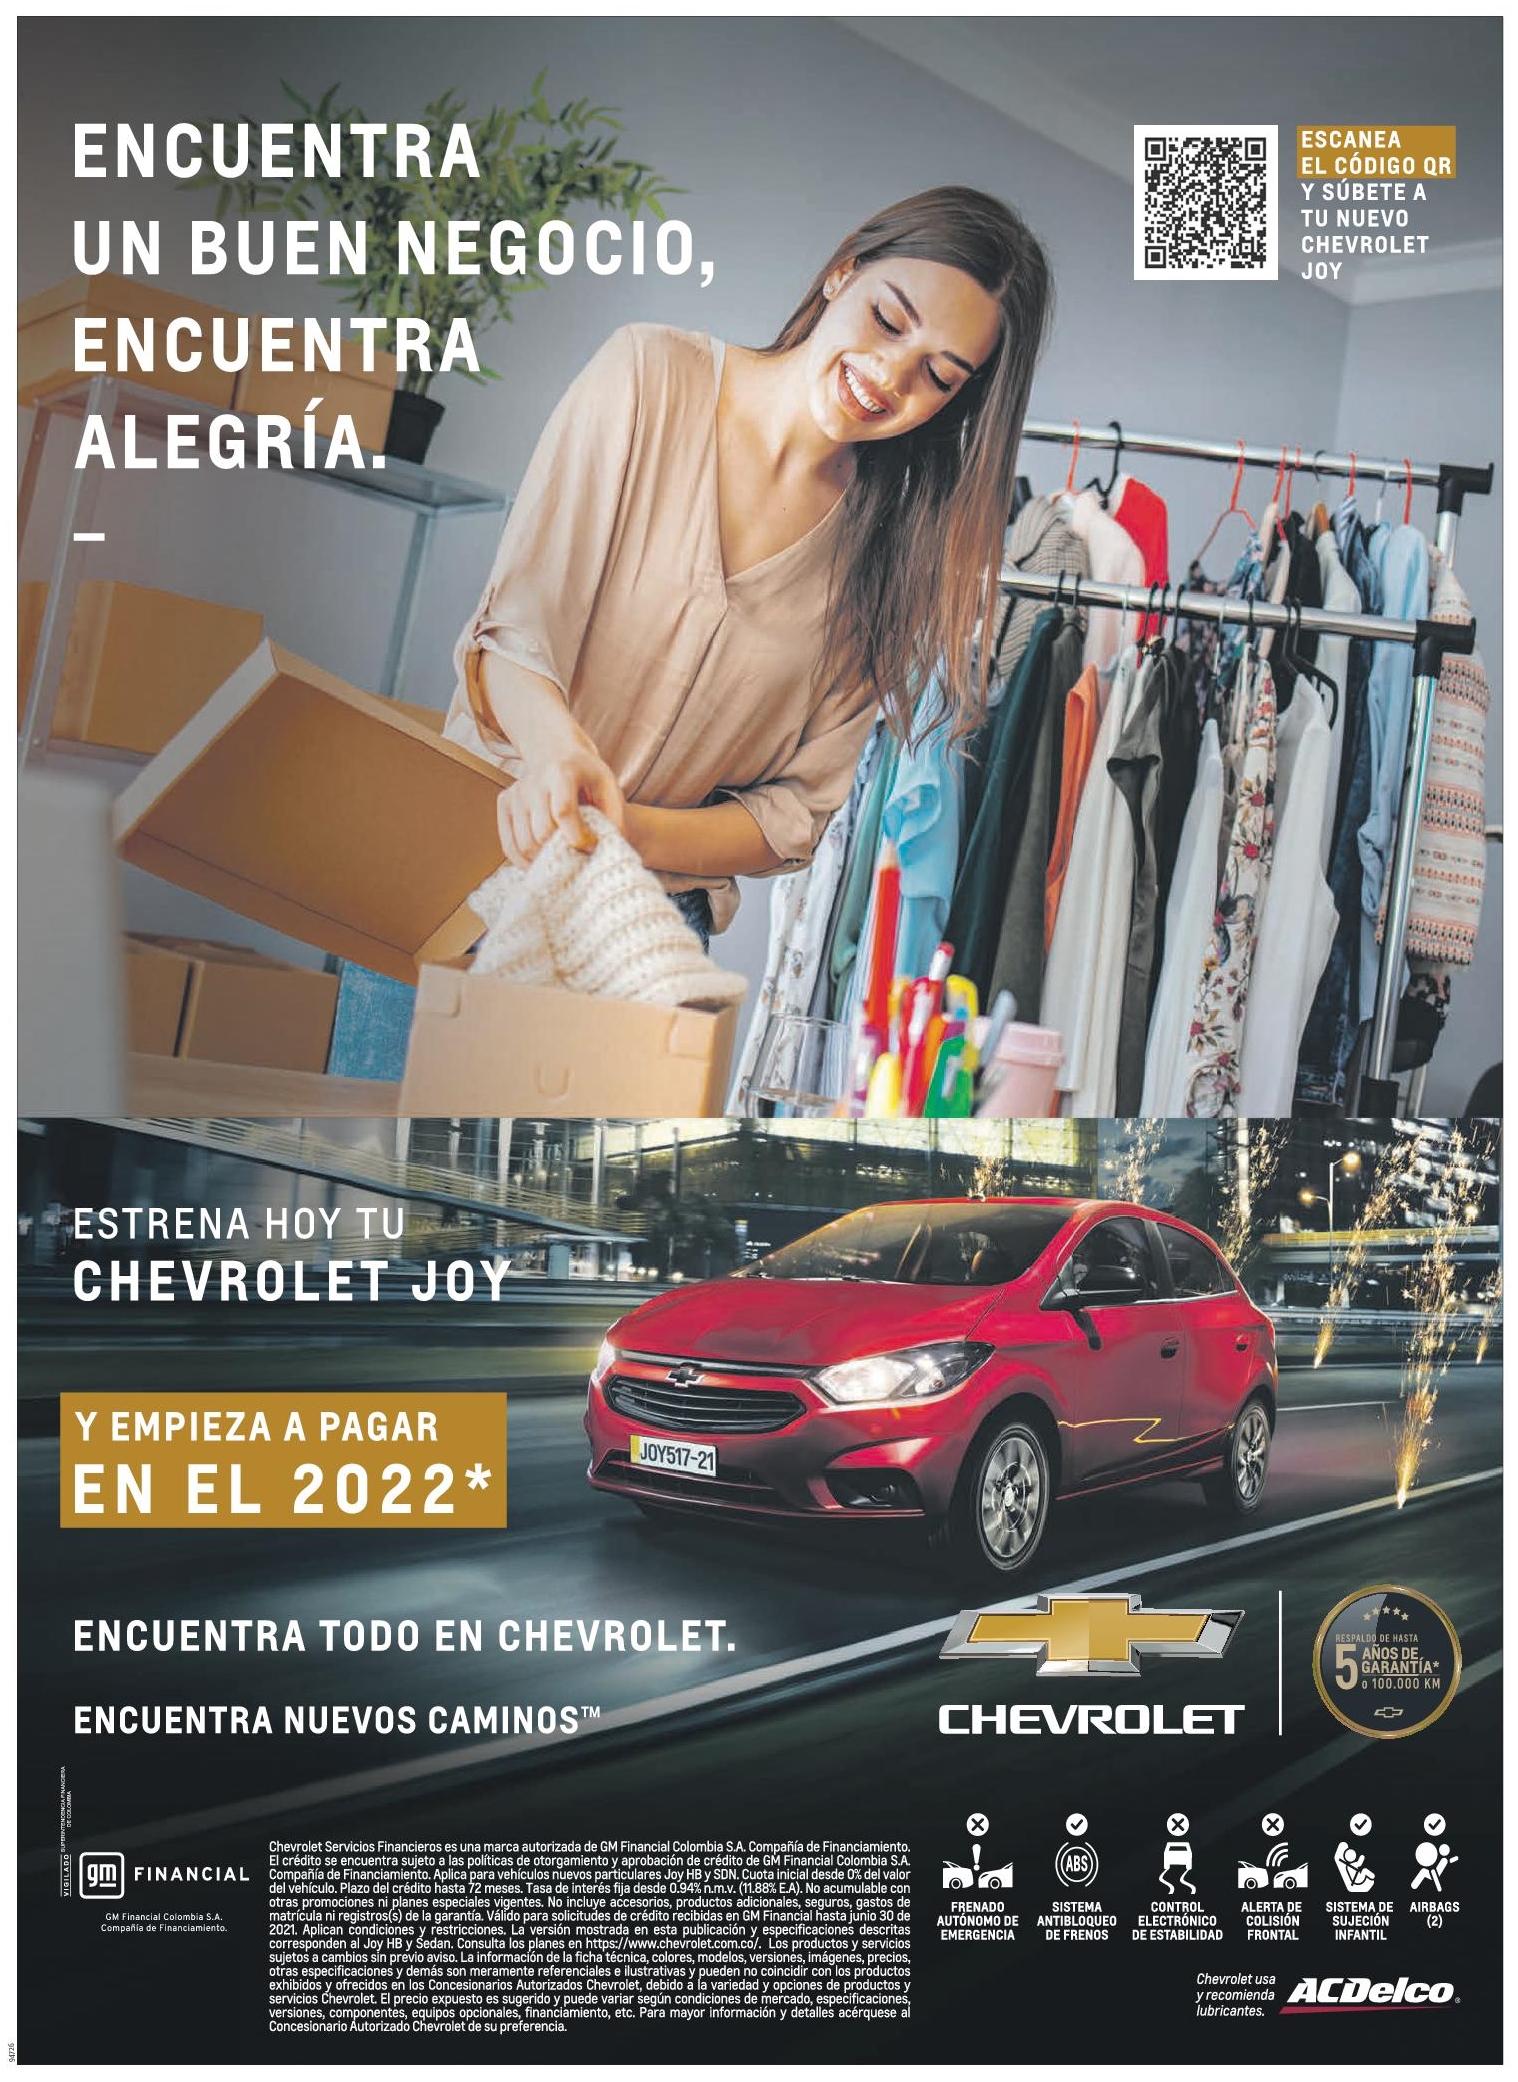 ENCUENTRA
UN BUEN NEGOCIO,
ENCUENTRA
ALEGRÍA.
–
ESCANEA
EL CÓDIGO QR
Y SÚBETE A
TU NUEVO
CHEVROLET
JOY
ESTRENA HOY TU
CHEVROLET JOY
Y EMPIEZA A PAGAR
EN EL 2022*
JOY517-21
ENCUENTRA TODO EN CHEVROLET.
ENCUENTRA NUEVOS CAMINOS™
CHEVROLET
RESPALDO DE HASTA
5 AÑOS DE
GARANTÍA*
o 100.000 KM
VIGILADO SUPERINTENDENCIA FINANCIERA
DE COLOMBIA
gm FINANCIAL
GM Financial Colombia S.A.
Compañía de Financiamiento.
Chevrolet Servicios Financieros es una marca autorizada de GM Financial Colombia S.A. Compañía de Financiamiento.
El crédito se encuentra sujeto a las políticas de otorgamiento y aprobación de crédito de GM Financial Colombia S.A.
Compañía de Financiamiento. Aplica para vehículos nuevos particulares Joy HB y SDN. Cuota inicial desde 0% del valor
del vehículo. Plazo del crédito hasta 72 meses. Tasa de interés fija desde 0.94% n.m.v. (11.88% E.A). No acumulable con
otras promociones ni planes especiales vigentes. No incluye accesorios, productos adicionales, seguros, gastos de
matrícula ni registros(s) de la garantía. Válido para solicitudes de crédito recibidas en GM Financial hasta junio 30 de
2021. Aplican condiciones y restricciones. La versión mostrada en esta publicación y especificaciones descritas
corresponden al Joy HB y Sedan. Consulta los planes en https://www.chevrolet.com.co/. Los productos y servicios
sujetos a cambios sin previo aviso. La información de la ficha técnica, colores, modelos, versiones, imágenes, precios,
otras especificaciones y demás son meramente referenciales e ilustrativas y pueden no coincidir con los productos
exhibidos y ofrecidos en los Concesionarios Autorizados Chevrolet, debido a la variedad y opciones de productos y
servicios Chevrolet. El precio expuesto es sugerido y puede variar según condiciones de mercado, especificaciones,
versiones, componentes, equipos opcionales, financiamiento, etc. Para mayor información y detalles acérquese al
Concesionario Autorizado Chevrolet de su preferencia.
FRENADO
AUTÓNOMO DE
EMERGENCIA
ABS
SISTEMA
ANTIBLOQUEO
DE FRENOS
CONTROL
ELECTRÓNICO
DE ESTABILIDAD
ALERTA DE
COLISIÓN
FRONTAL
SISTEMA DE
SUJECIÓN
INFANTIL
AIRBAGS
(2)
Chevrolet usa
y recomienda
lubricantes.
ACDelco®
94726